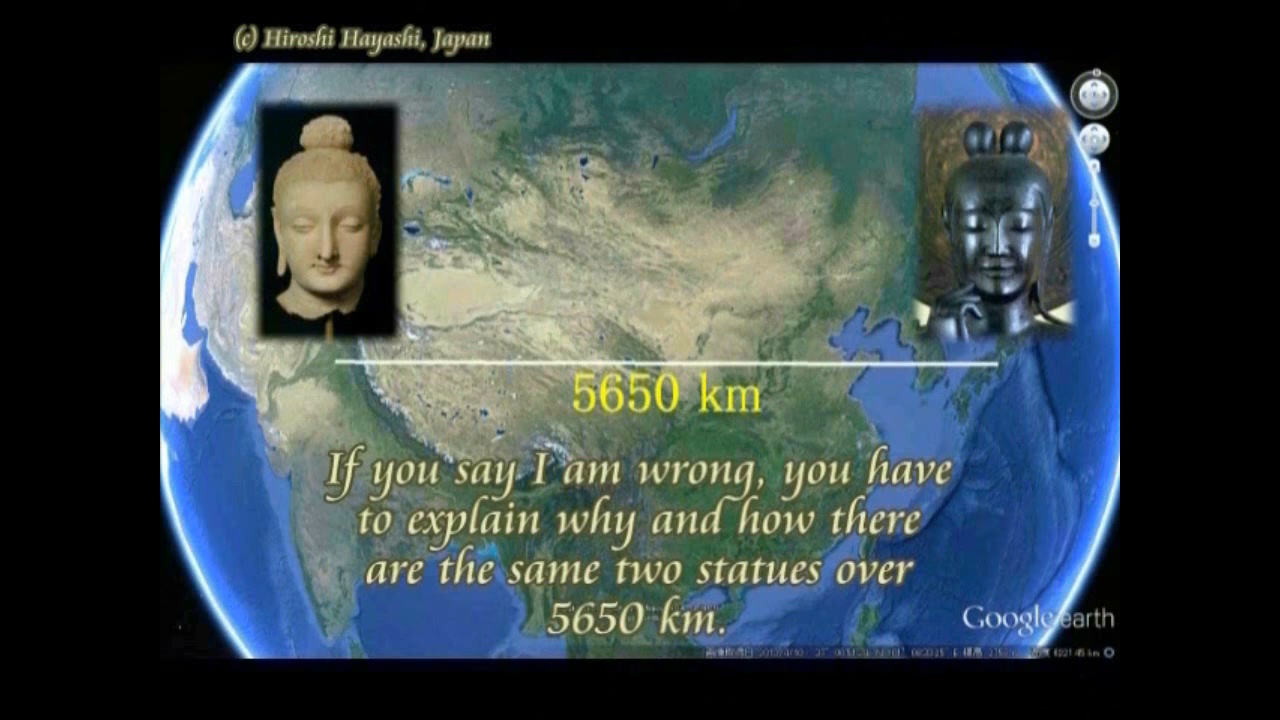 (c) Hiroshi Hayashi, Japan
5650 km
If you say I am wrong, you have
to explain why and how there
are the same two statues over
5650 km.
Google earth